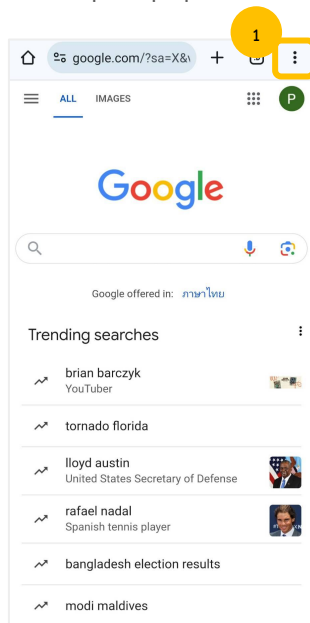 1
google.com/?sa=X&
ALL IMAGES
P
Google
Google offered in: ภาษาไทย
Trending searches
brian barczyk
YouTuber
tornado florida
lloyd austin
United States Secretary of Defense
rafael nadal
Spanish tennis player
bangladesh election results
modi maldives